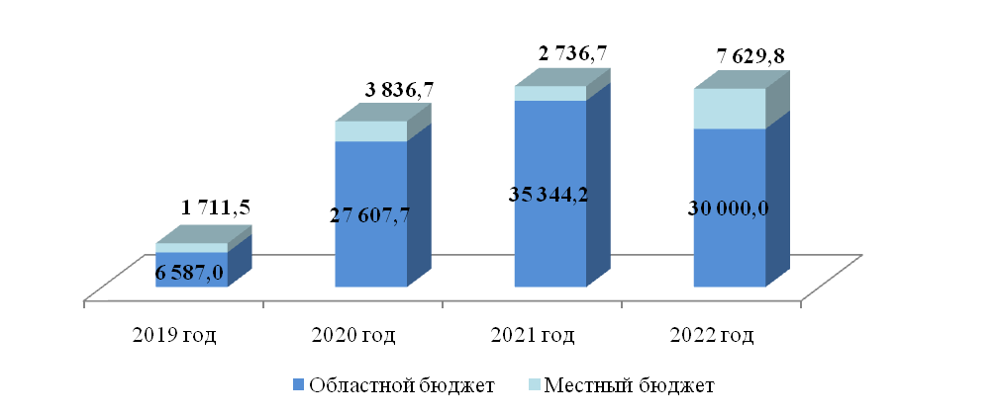 2 736,7
7 629,8
3 836,7
35 344,2
1 711,5
27 607,7
30 000,0
6 587,0
2019 год
2020 год
2021 год
2022 год
Областной бюджет
Местный бюджет